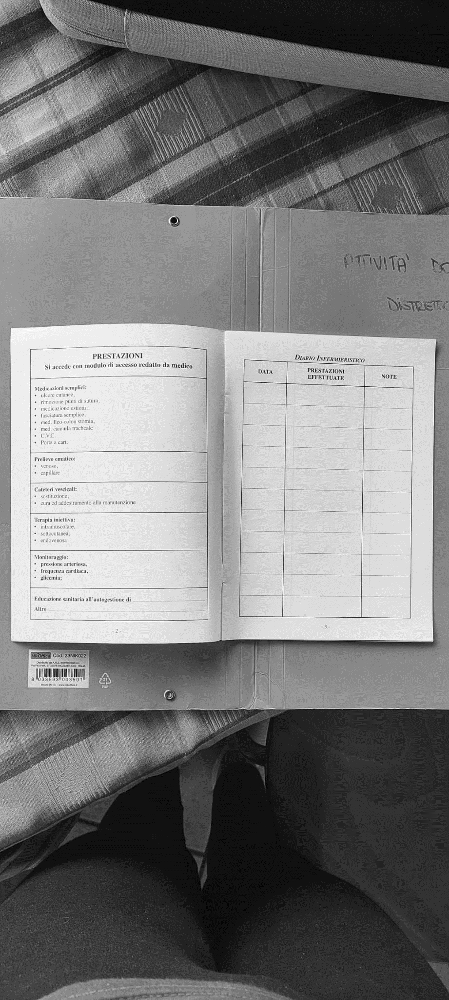 ATTIVITA'
PRESTAZIONI
Si accede con modulo di accesso redatto da medico
Medicazioni semplici:
• ulcere cutanee,
• rimozione punti di sutura,
• medicazione ustioni,
• fasciatura semplice,
• med. Ileo-colon stomia,
• med. cannula tracheale
• C.V.C.
• Porta a cart.
Prelievo ematico:
• venoso,
• capillare
Cateteri vescicali:
• sostituzione,
• cura ed addestramento alla manutenzione
Terapia iniettiva:
• intramuscolare,
• sottocutanea,
• endovenosa
Monitoraggio:
• pressione arteriosa,
• frequenza cardiaca,
• glicemia;
Educazione sanitaria all'autogestione di
Altro
- 2 -
DIARIO INFERMIERISTICO
DATA
PRESTAZIONI
EFFETTUATE
NOTE
- 3 -
NikOffice Cod. 23NIK022
Distribuito da A.N.S. International s.r.l.
Via Piccinelli, 27 22076 MOZZATE (CO) - ITALIA
8 033593 003501
MADE IN EU - www.nikoffice.it
21
PAP